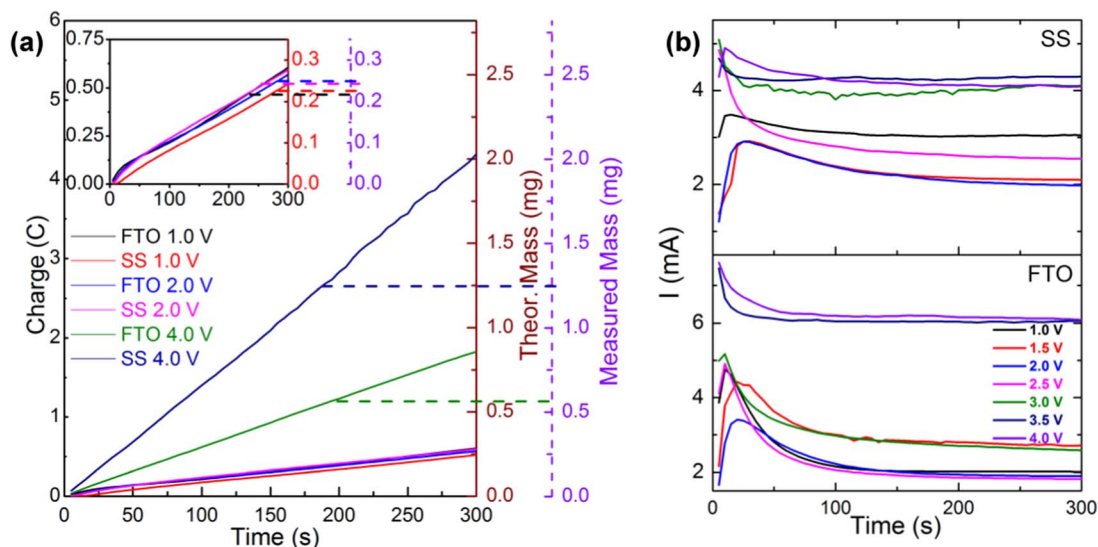 (a)
6
5
4
3
2
1
0
Charge (C)
0.75
0.50
0.25
0.00
0 100 200 300
0.3
0.2
0.1
0.0
0.3
0.2
0.1
0.0
FTO 1.0 V
SS 1.0 V
FTO 2.0 V
SS 2.0 V
FTO 4.0 V
SS 4.0 V
0 50 100 150 200 250 300
Time (s)
2.5
2.0
1.5
1.0
0.5
0.0
Theor. Mass (mg)
2.5
2.0
1.5
1.0
0.5
0.0
Measured Mass (mg)
(b)
SS
4
2
I (mA)
FTO
6
4
2
1.0 V
1.5 V
2.0 V
2.5 V
3.0 V
3.5 V
4.0 V
0 100 200 300
Time (s)